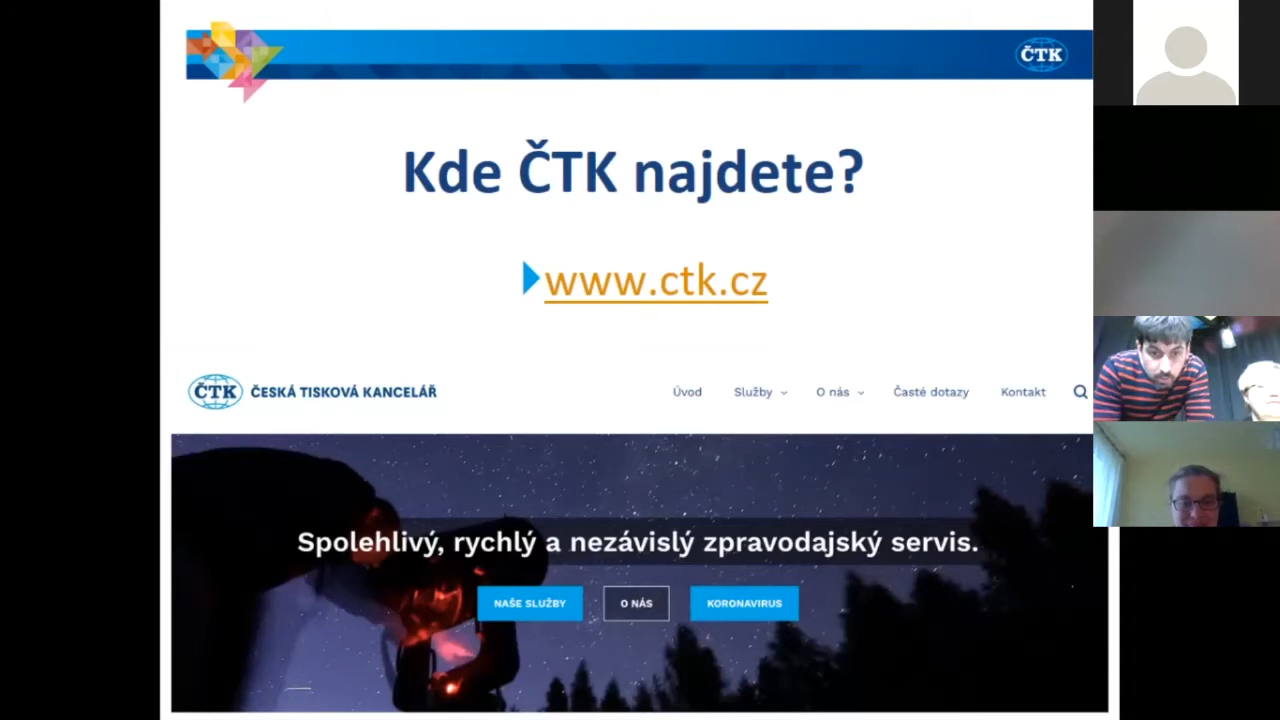 ČTK
Kde ČTK najdete?
www.ctk.cz
ČTK ČESKÁ TISKOVÁ KANCELÁŘ
Úvod Služby O nás Časté dotazy Kontakt
Spolehlivý, rychlý a nezávislý zpravodajský servis.
NAŠE SLUŽBY O NÁS KORONAVIRUS